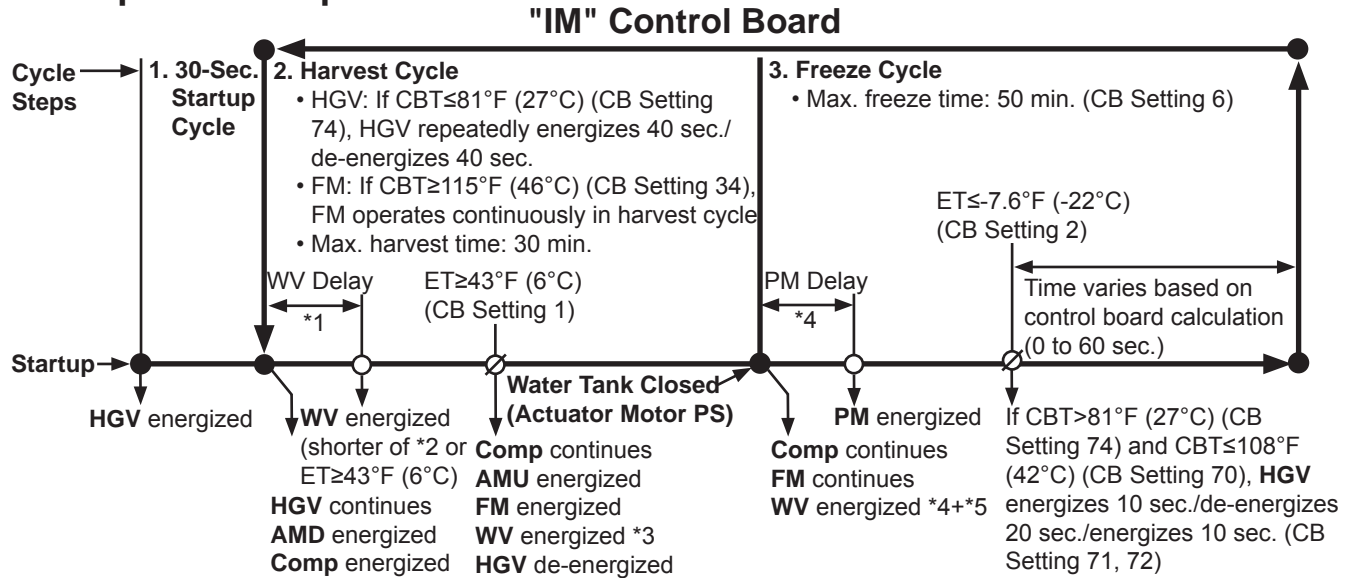 "IM" Control Board
Cycle
Steps
1. 30-Sec.
Startup
Cycle
2. Harvest Cycle
• HGV: If CBT≤81°F (27°C) (CB Setting
74), HGV repeatedly energizes 40 sec./
de-energizes 40 sec.
• FM: If CBT≥115°F (46°C) (CB Setting 34),
FM operates continuously in harvest cycle
• Max. harvest time: 30 min.
3. Freeze Cycle
• Max. freeze time: 50 min. (CB Setting 6)
WV Delay
*1
ET≥43°F (6°C)
(CB Setting 1)
PM Delay
*4
ET≤-7.6°F (-22°C)
(CB Setting 2)
Time varies based on
control board calculation
(0 to 60 sec.)
Startup
HGV energized
WV energized
(shorter of *2 or
ET≥43°F (6°C)
HGV continues
AMD energized
Comp energized
Water Tank Closed
(Actuator Motor PS)
Comp continues
AMU energized
FM energized
WV energized *3
HGV de-energized
PM energized
Comp continues
FM continues
WV energized *4+*5
If CBT>81°F (27°C) (CB
Setting 74) and CBT≤108°F
(42°C) (CB Setting 70), HGV
energizes 10 sec./de-energizes
20 sec./energizes 10 sec. (CB
Setting 71, 72)